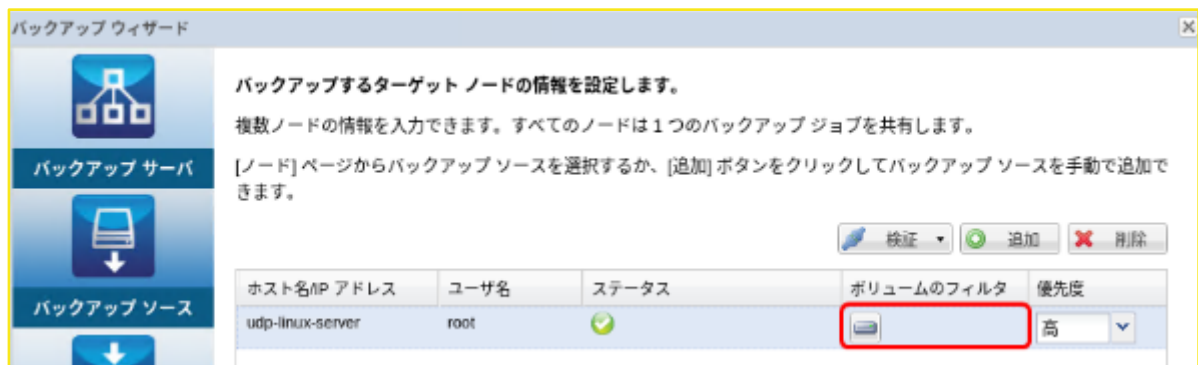 バックアップ ウィザード
バックアップするターゲット ノードの情報を設定します。
複数ノードの情報を入力できます。すべてのノードは 1 つのバックアップ ジョブを共有します。
バックアップ サーバ
[ノード] ページからバックアップ ソースを選択するか、[追加] ボタンをクリックしてバックアップ ソースを手動で追加で
きます。
検証 追加 削除
ホスト名/IP アドレス ユーザ名 ステータス ボリュームのフィルタ 優先度
バックアップ ソース
udp-linux-server root 高